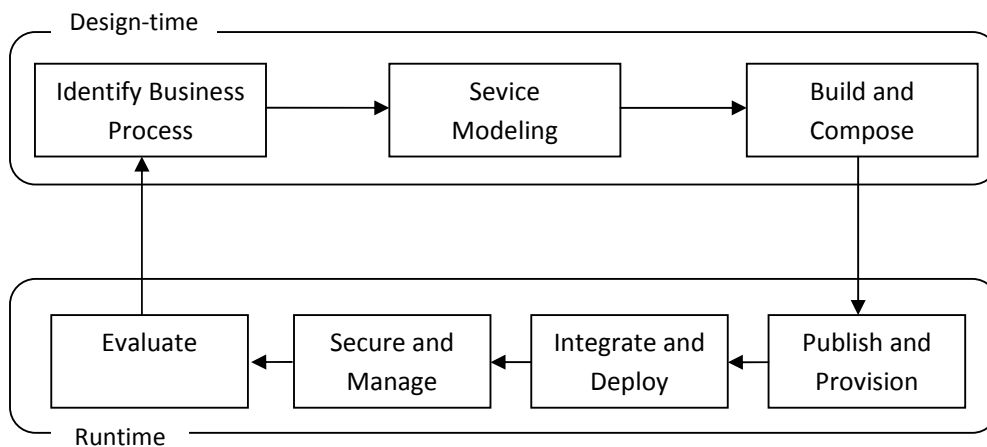 Design-time
Identify Business
Process
Sevice
Modeling
Build and
Compose
Evaluate
Secure and
Manage
Integrate and
Deploy
Publish and
Provision
Runtime